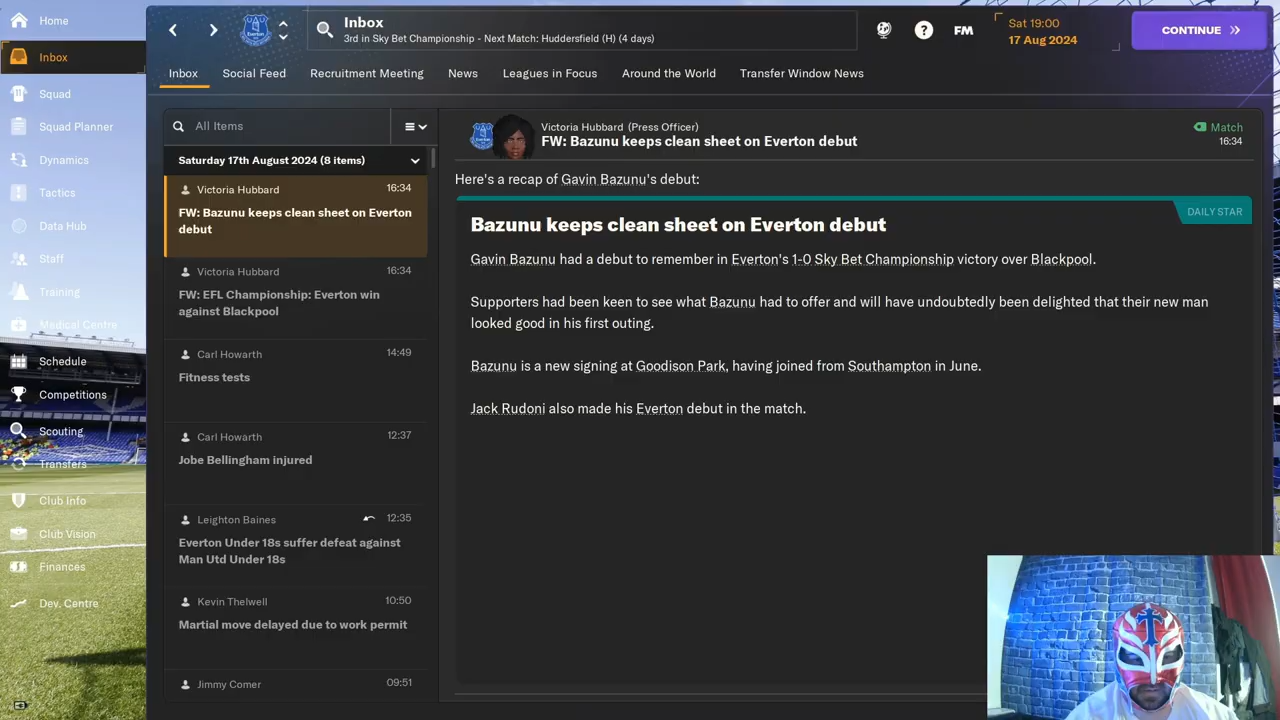 Home
Inbox
Squad
Squad Planner
Dynamics
Tactics
Data Hub
Staff
Training
Medical Centre
Schedule
Competitions
Scouting
Transfers
Club Info
Club Vision
Finances
Dev. Centre
Inbox
3rd in Sky Bet Championship - Next Match: Huddersfield (H) (4 days)
?
FM
Sat 19:00
17 Aug 2024
CONTINUE
Inbox
Social Feed
Recruitment Meeting
News
Leagues in Focus
Around the World
Transfer Window News
All Items
Saturday 17th August 2024 (8 items)
Victoria Hubbard
16:34
FW: Bazunu keeps clean sheet on Everton
debut
Victoria Hubbard
16:34
FW: EFL Championship: Everton win
against Blackpool
Carl Howarth
14:49
Fitness tests
Carl Howarth
12:37
Jobe Bellingham injured
Leighton Baines
12:35
Everton Under 18s suffer defeat against
Man Utd Under 18s
Kevin Thelwell
10:50
Martial move delayed due to work permit
Jimmy Comer
09:51
Victoria Hubbard (Press Officer)
FW: Bazunu keeps clean sheet on Everton debut
Match
16:34
Here's a recap of Gavin Bazunu's debut:
DAILY STAR
Bazunu keeps clean sheet on Everton debut
Gavin Bazunu had a debut to remember in Everton's 1-0 Sky Bet Championship victory over Blackpool.
Supporters had been keen to see what Bazunu had to offer and will have undoubtedly been delighted that their new man
looked good in his first outing.
Bazunu is a new signing at Goodison Park, having joined from Southampton in June.
Jack Rudoni also made his Everton debut in the match.